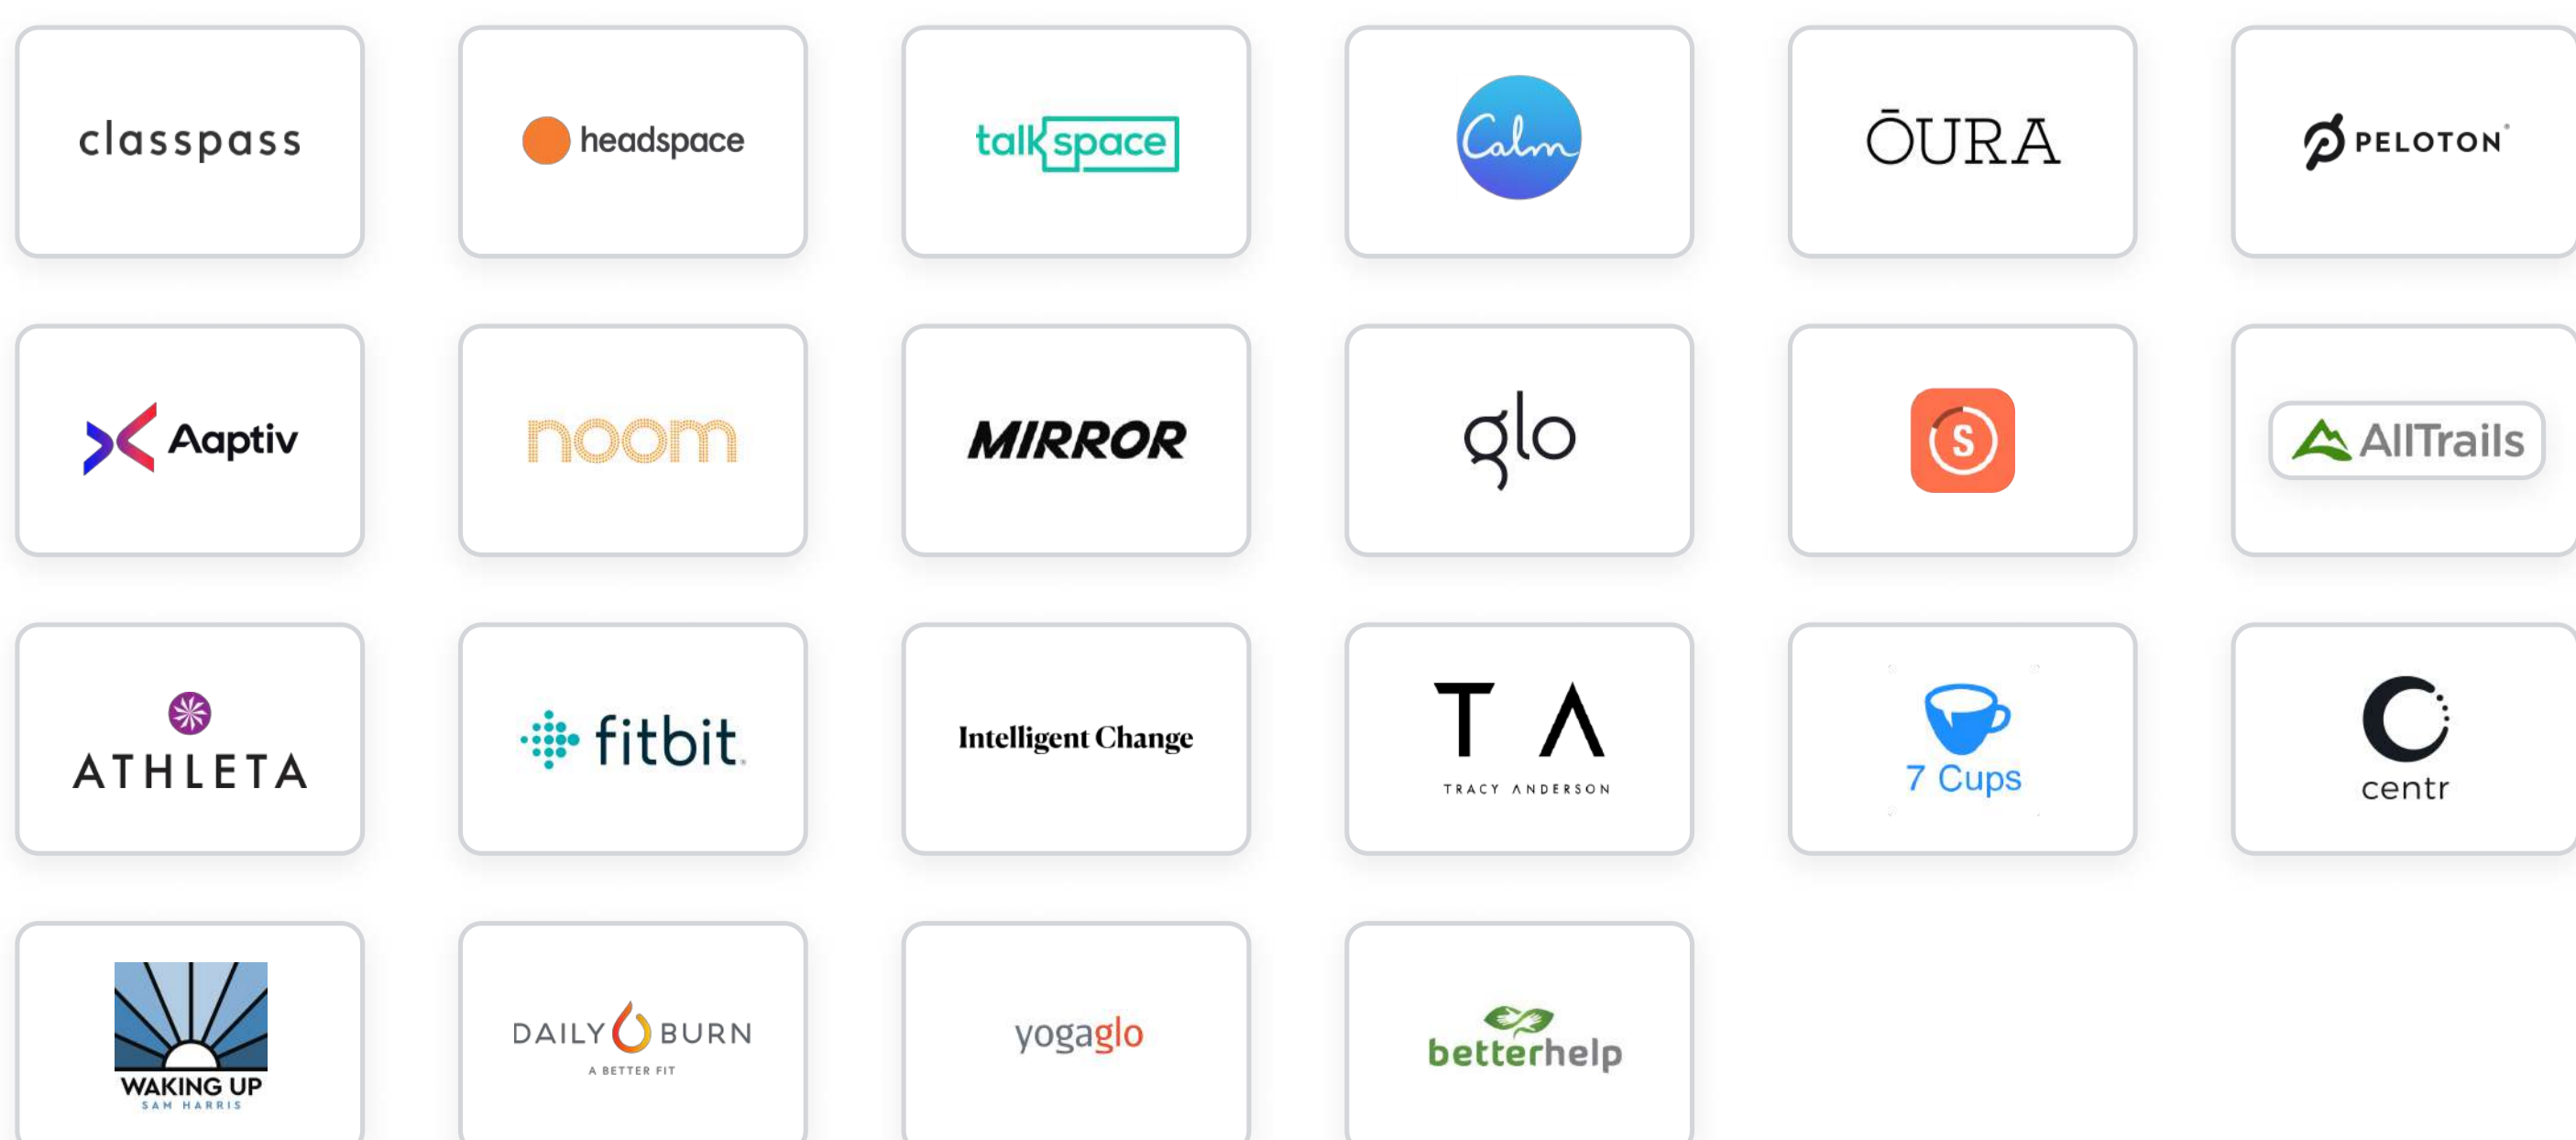 classpass
headspace
talkspace
Calm
ŌURA
PELOTON®
Aaptiv
noom
MIRROR
glo
S
AllTrails
ATHLETA
fitbit®
Intelligent Change
T A
TRACY ANDERSON
7 Cups
centr
WAKING UP
SAM HARRIS
DAILY BURN
A BETTER FIT
yogaglo
betterhelp